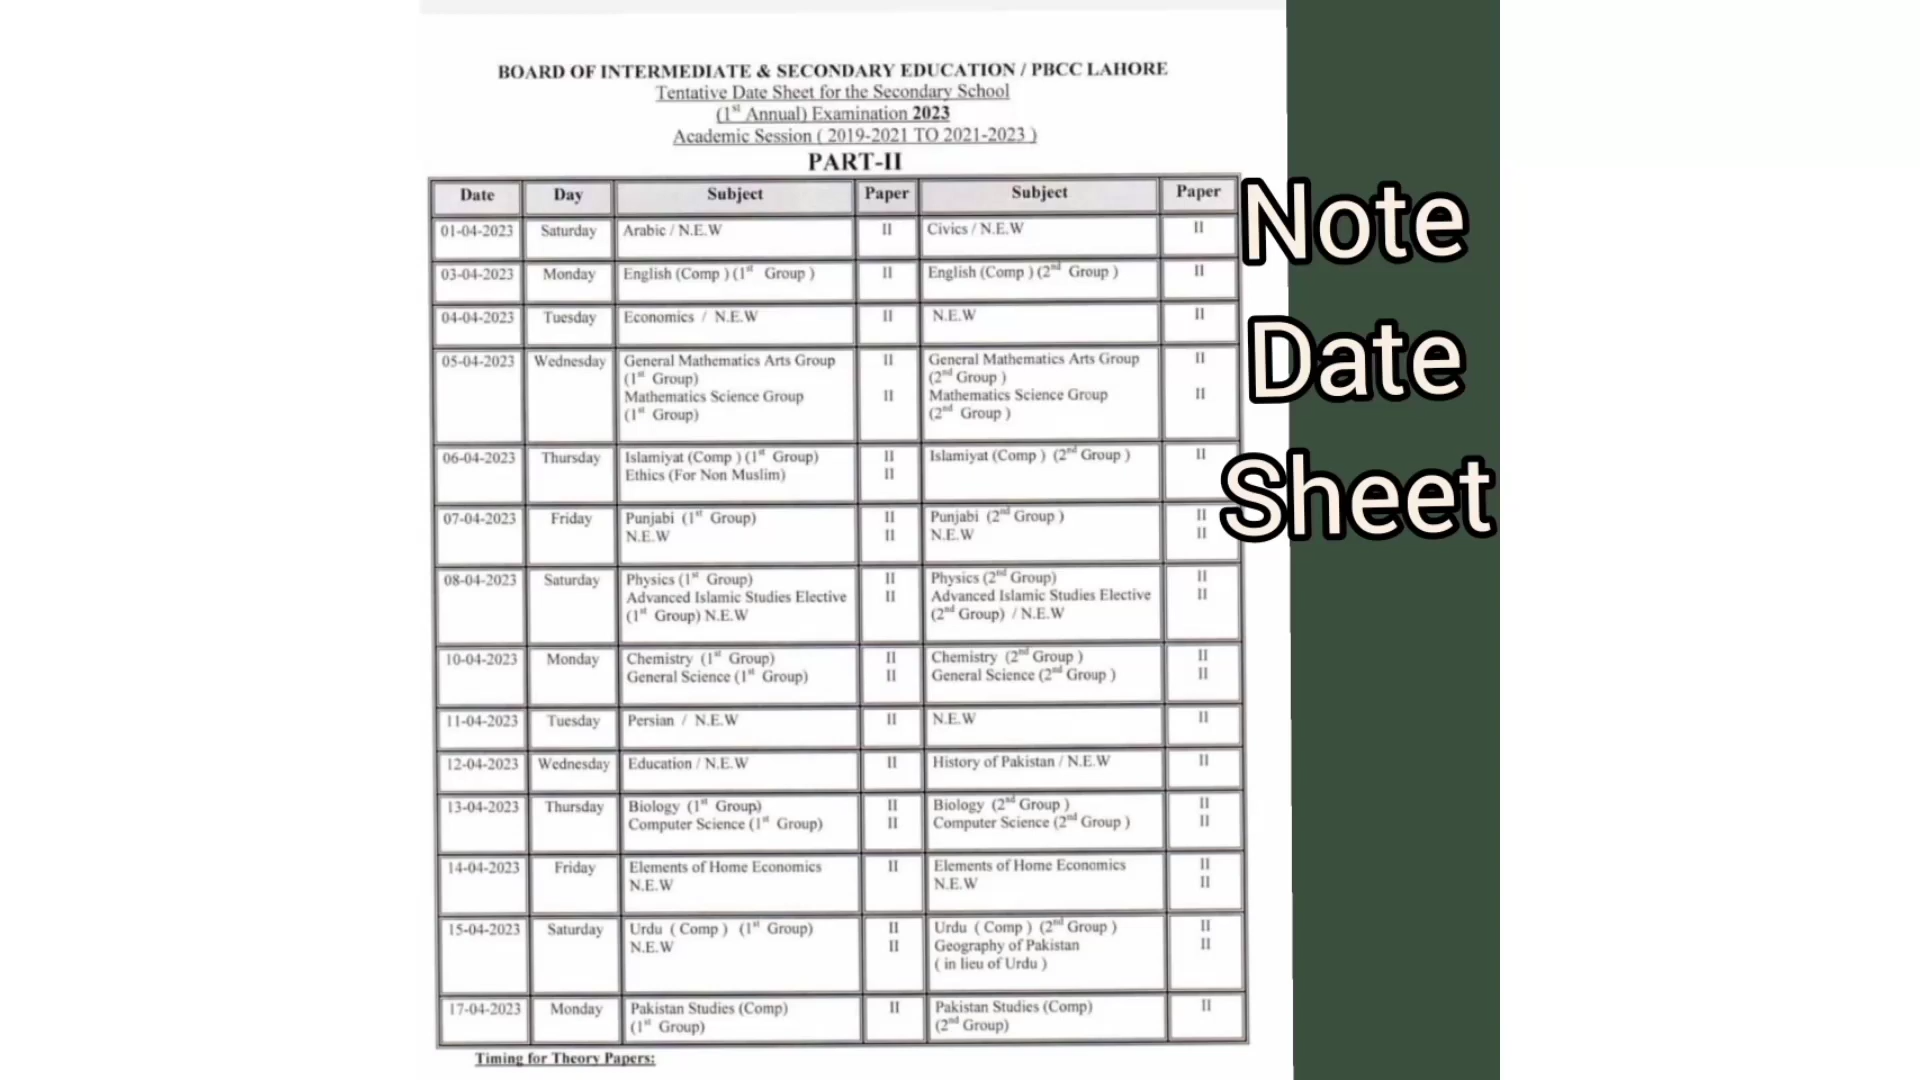 BOARD OF INTERMEDIATE & SECONDARY EDUCATION / PBCC LAHORE
Tentative Date Sheet for the Secondary School
(1st Annual) Examination 2023
Academic Session ( 2019-2021 TO 2021-2023 )
PART-II
Date Day Subject Paper Subject Paper
01-04-2023 Saturday Arabic / N.E.W II Civics / N.E.W II
03-04-2023 Monday English (Comp ) (1st Group ) II English (Comp ) (2nd Group ) II
04-04-2023 Tuesday Economics / N.E.W II N.E.W II
05-04-2023 Wednesday General Mathematics Arts Group II General Mathematics Arts Group II
(1st Group) (2nd Group )
Mathematics Science Group II Mathematics Science Group II
(1st Group) (2nd Group )
06-04-2023 Thursday Islamiyat (Comp ) (1st Group) II Islamiyat (Comp ) (2nd Group ) II
Ethics (For Non Muslim) II
07-04-2023 Friday Punjabi (1st Group) II Punjabi (2nd Group ) II
N.E.W II N.E.W II
08-04-2023 Saturday Physics (1st Group) II Physics (2nd Group) II
Advanced Islamic Studies Elective II Advanced Islamic Studies Elective II
(1st Group) N.E.W (2nd Group) / N.E.W
10-04-2023 Monday Chemistry (1st Group) II Chemistry (2nd Group ) II
General Science (1st Group) II General Science (2nd Group ) II
11-04-2023 Tuesday Persian / N.E.W II N.E.W II
12-04-2023 Wednesday Education / N.E.W II History of Pakistan / N.E.W II
13-04-2023 Thursday Biology (1st Group) II Biology (2nd Group ) II
Computer Science (1st Group) II Computer Science (2nd Group ) II
14-04-2023 Friday Elements of Home Economics II Elements of Home Economics II
N.E.W N.E.W II
15-04-2023 Saturday Urdu ( Comp ) (1st Group) II Urdu ( Comp ) (2nd Group ) II
N.E.W II Geography of Pakistan II
( in lieu of Urdu )
17-04-2023 Monday Pakistan Studies (Comp) II Pakistan Studies (Comp) II
(1st Group) (2nd Group)
Timing for Theory Papers:
Note
Date
Sheet